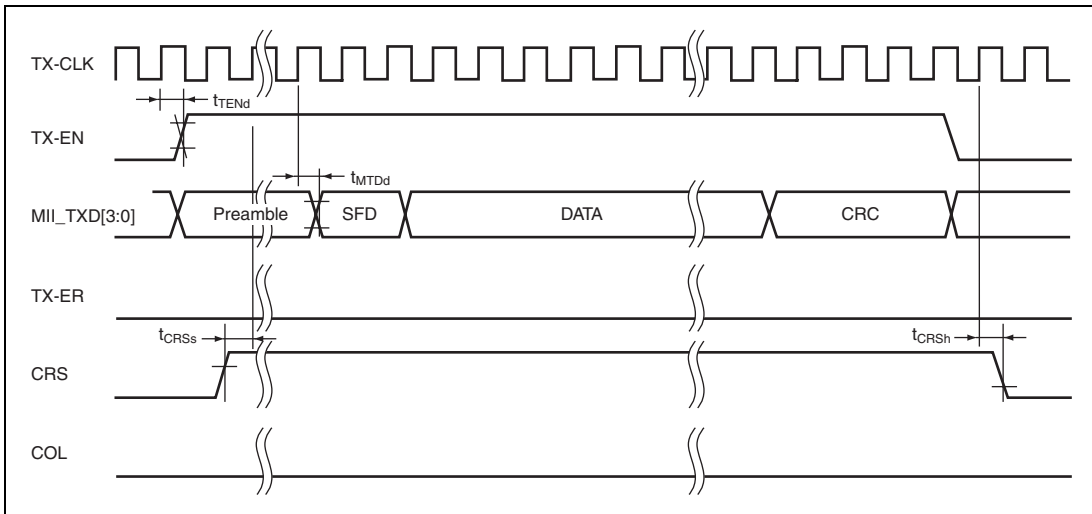 TX-CLK
tTENd
TX-EN
tMTDd
MII_TXD[3:0]
Preamble
SFD
DATA
CRC
TX-ER
tCRSs
tCRSh
CRS
COL